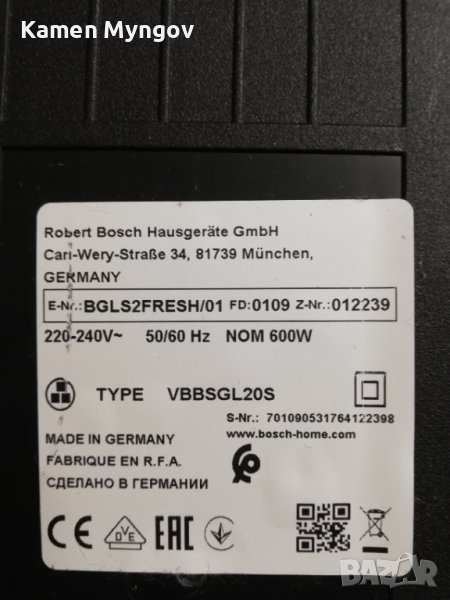 Kamen Myngov
Robert Bosch Hausgeräte GmbH
Carl-Wery-Straße 34, 81739 München,
GERMANY
E-Nr.:BGLS2FRESH/01 FD:0109 Z-Nr.:012239
220-240V~ 50/60 Hz NOM 600W
TYPE VBBSGL20S
S-Nr.: 701090531764122398
MADE IN GERMANY www.bosch-home.com
FABRIQUE EN R.F.A.
СДЕЛАНО В ГЕРМАНИИ
CE VDE EAC
BAZAR